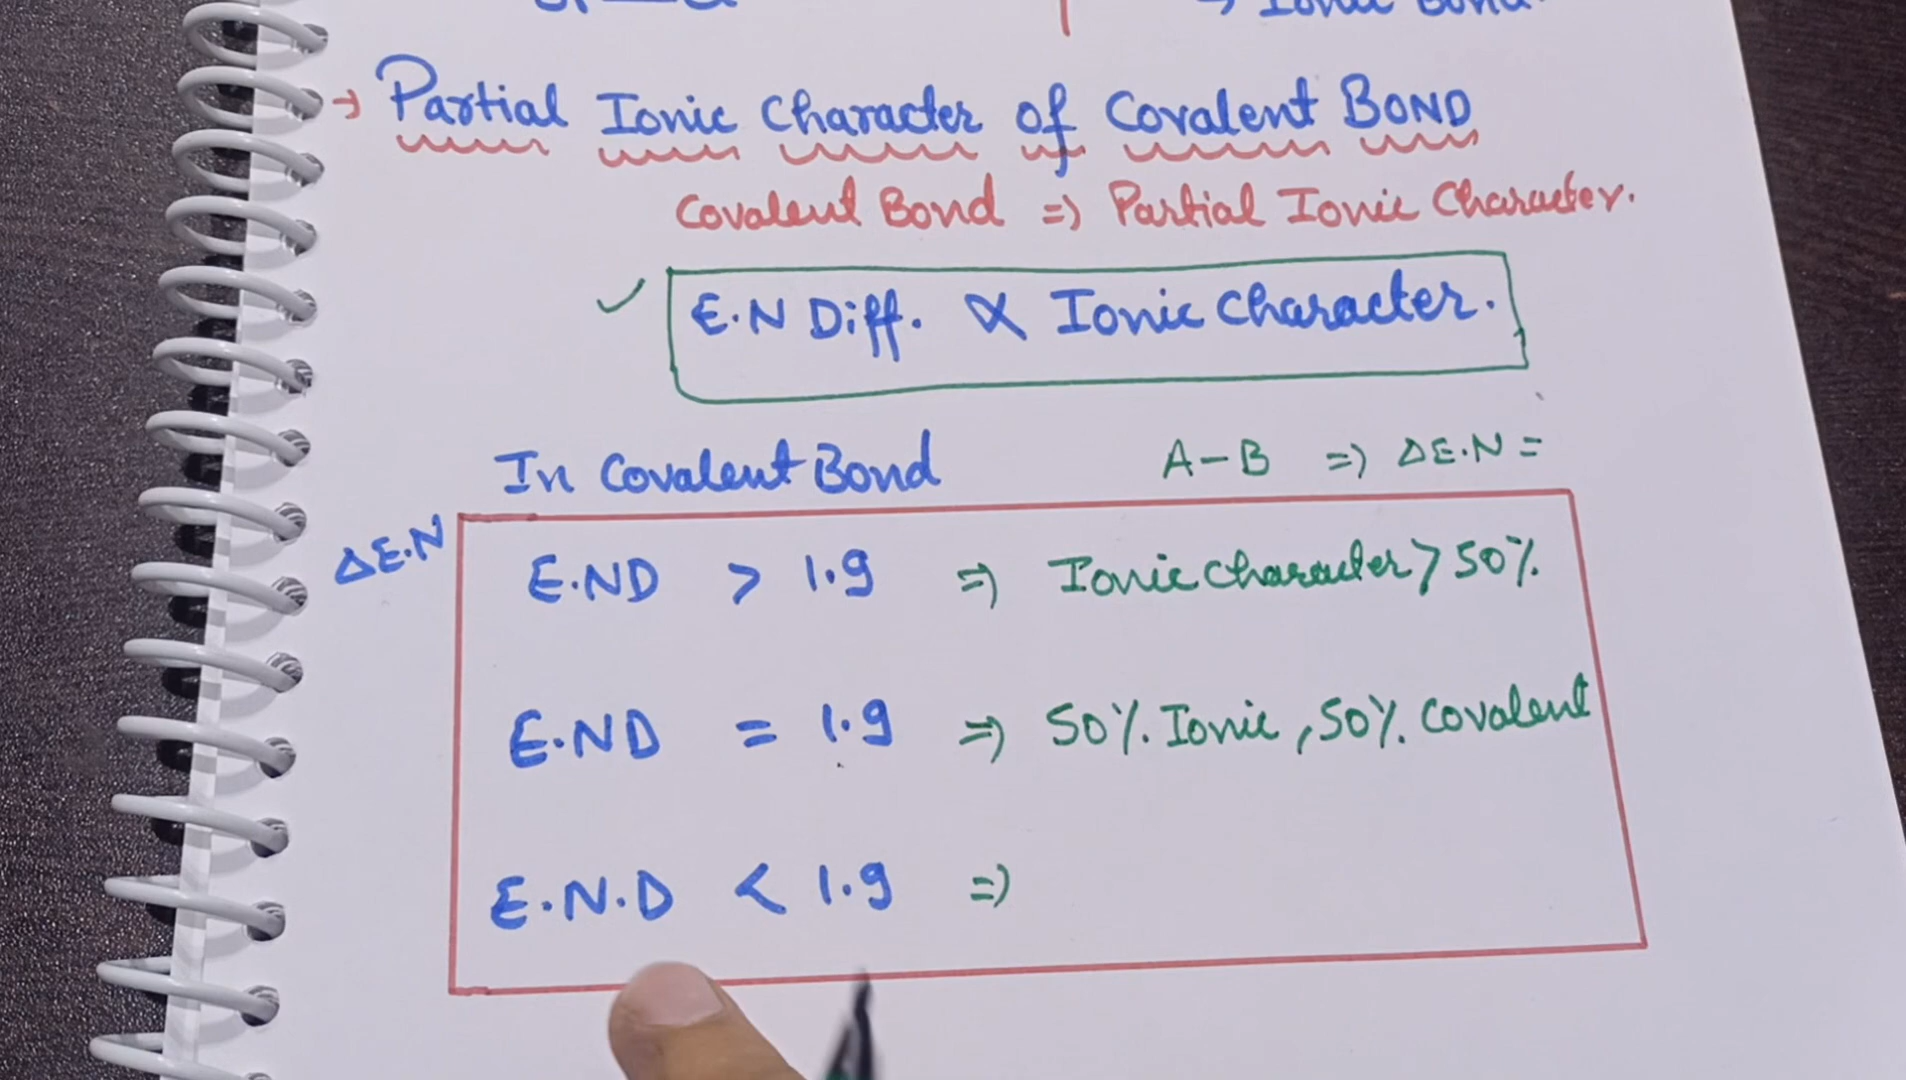 → Partial Ionic Character of Covalent BOND
Covalent Bond => Partial Ionic Character.
✓ E.N Diff. ∝ Ionic Character.
In Covalent Bond A-B => ΔE.N =
ΔE.N
E.ND > 1.9 => Ionic Character > 50%.
E.ND = 1.9 => 50%. Ionic, 50%. Covalent
E.N.D < 1.9 =>